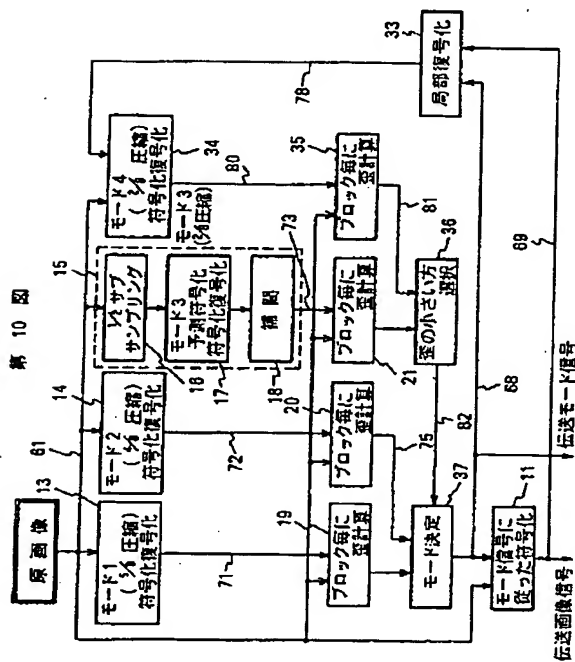 第 10 図
原画像
61
13
モード1
(5/8 圧縮)
符号化復号化
14
モード2
圧縮)
符号化復号化
15
1/2 サブ
サンプリング
16
モード3
予測符号化
符号化復号化
17
補間
18
モード3
(2/8圧縮)
モード4
(2/8 圧縮)
符号化復号化
34
78
33
局部復号化
71
72
73
80
19
ブロック毎に
歪計算
20
ブロック毎に
歪計算
21
ブロック毎に
歪計算
35
ブロック毎に
歪計算
75
81
36
歪の小さい方
選択
7
82
37
モード決定
68
69
11
モード信号に
従った符号化
伝送画像信号
伝送モード信号